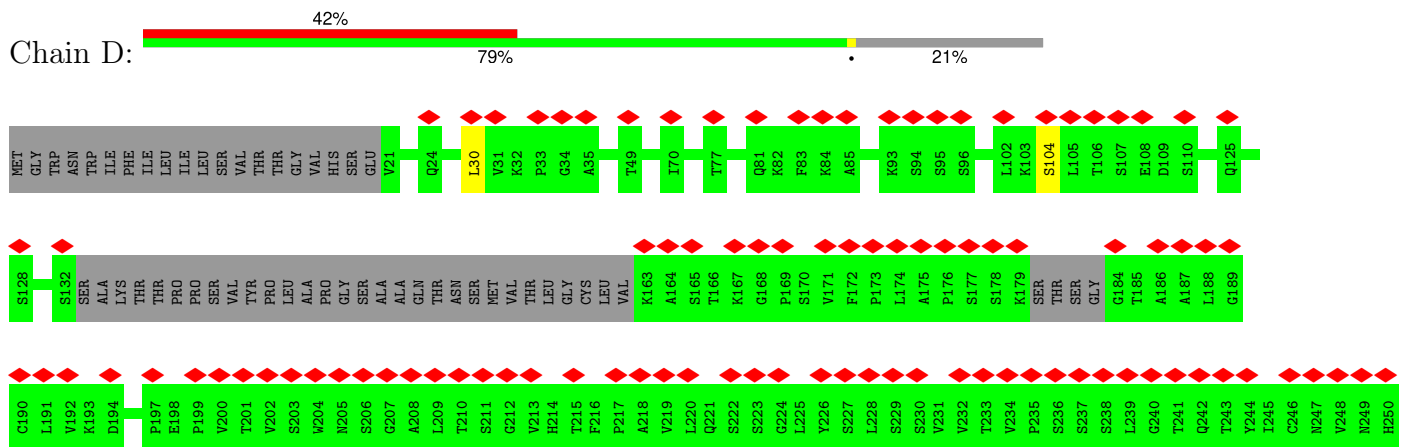 42%
Chain D:
79% • 21%
MET GLY TRP ASN TRP ILE PHE ILE LEU ILE LEU SER VAL THR THR GLY VAL HIS SER GLU V21 Q24 L30 V31 K32 P33 G34 A35 T49 I70 T77 Q81 K82 F83 K84 A85 K93 S94 S95 S96 L102 K103 S104 L105 T106 S107 E108 D109 S110 Q125
S128 S132 SER ALA LYS THR THR PRO PRO SER VAL TYR PRO LEU ALA PRO GLY SER ALA ALA GLN THR ASN SER MET VAL THR LEU GLY CYS LEU VAL K163 A164 S165 T166 K167 G168 P169 S170 V171 F172 P173 L174 A175 P176 S177 S178 K179 SER THR SER GLY G184 T185 A186 A187 L188 G189
C190 L191 V192 K193 D194 P197 E198 P199 V200 T201 V202 S203 W204 N205 S206 G207 A208 L209 T210 S211 G212 V213 H214 T215 F216 P217 A218 V219 L220 Q221 S222 S223 G224 L225 Y226 S227 L228 S229 S230 V231 V232 T233 V234 P235 S236 S237 S238 L239 G240 T241 Q242 T243 Y244 I245 C246 N247 V248 N249 H250